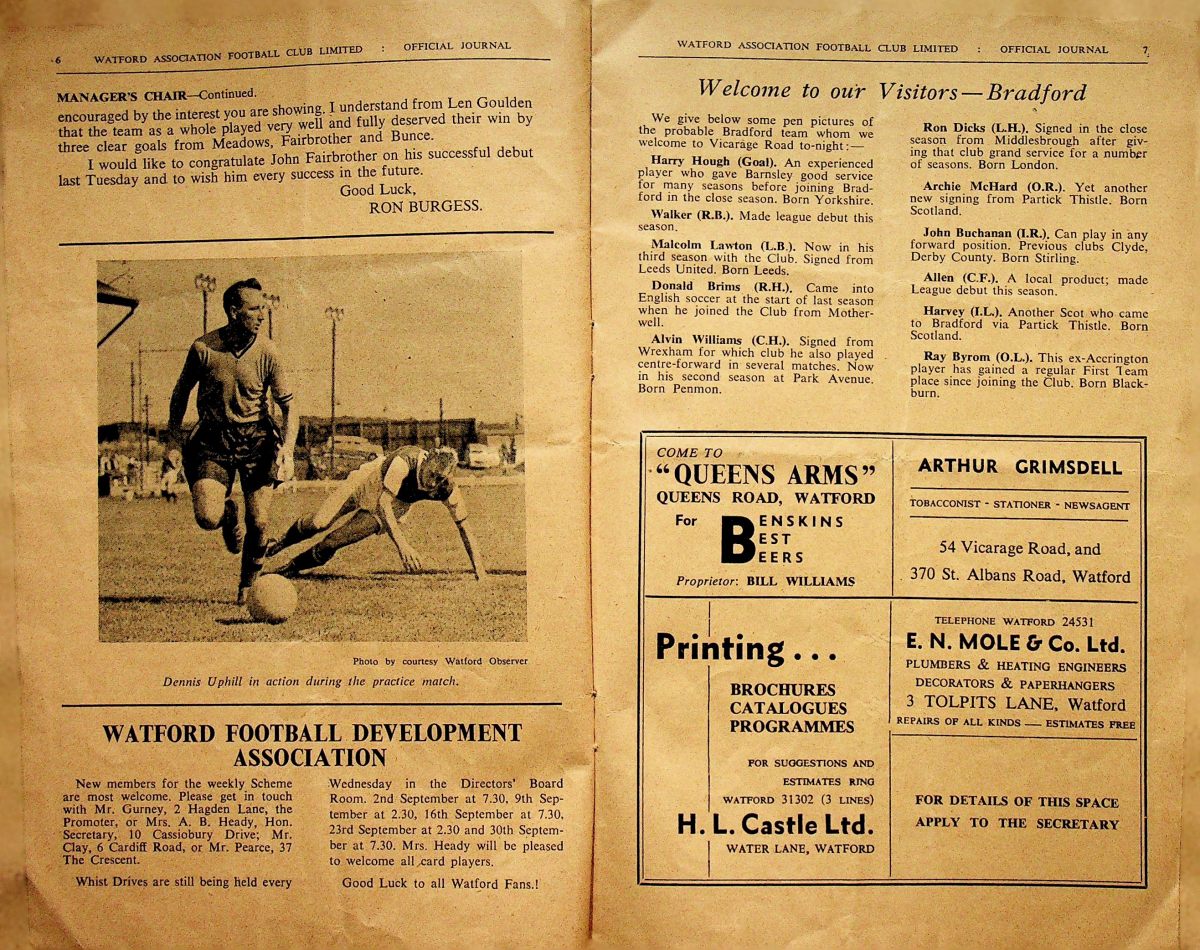 6 WATFORD ASSOCIATION FOOTBALL CLUB LIMITED : OFFICIAL JOURNAL
MANAGER'S CHAIR—Continued.
encouraged by the interest you are showing. I understand from Len Goulden
that the team as a whole played very well and fully deserved their win by
three clear goals from Meadows, Fairbrother and Bunce.
I would like to congratulate John Fairbrother on his successful debut
last Tuesday and to wish him every success in the future.
Good Luck,
RON BURGESS.
Photo by courtesy Watford Observer
Dennis Uphill in action during the practice match.
WATFORD FOOTBALL DEVELOPMENT
ASSOCIATION
New members for the weekly Scheme
are most welcome. Please get in touch
with Mr. Gurney, 2 Hagden Lane, the
Promoter, or Mrs. A. B. Heady, Hon.
Secretary, 10 Cassiobury Drive; Mr.
Clay, 6 Cardiff Road, or Mr. Pearce, 37
The Crescent.
Whist Drives are still being held every
Wednesday in the Directors' Board
Room. 2nd September at 7.30, 9th Sep-
tember at 2.30, 16th September at 7.30,
23rd September at 2.30 and 30th Septem-
ber at 7.30. Mrs. Heady will be pleased
to welcome all card players.
Good Luck to all Watford Fans.!
WATFORD ASSOCIATION FOOTBALL CLUB LIMITED : OFFICIAL JOURNAL 7
Welcome to our Visitors—Bradford
We give below some pen pictures of
the probable Bradford team whom we
welcome to Vicarage Road to-night:—
Harry Hough (Goal). An experienced
player who gave Barnsley good service
for many seasons before joining Brad-
ford in the close season. Born Yorkshire.
Walker (R.B.). Made league debut this
season.
Malcolm Lawton (L.B.). Now in his
third season with the Club. Signed from
Leeds United. Born Leeds.
Donald Brims (R.H.). Came into
English soccer at the start of last season
when he joined the Club from Mother-
well.
Alvin Williams (C.H.). Signed from
Wrexham for which club he also played
centre-forward in several matches. Now
in his second season at Park Avenue.
Born Penmon.
Ron Dicks (L.H.). Signed in the close
season from Middlesbrough after giv-
ing that club grand service for a number
of seasons. Born London.
Archie McHard (O.R.). Yet another
new signing from Partick Thistle. Born
Scotland.
John Buchanan (I.R.). Can play in any
forward position. Previous clubs Clyde,
Derby County. Born Stirling.
Allen (C.F.). A local product; made
League debut this season.
Harvey (I.L.). Another Scot who came
to Bradford via Partick Thistle. Born
Scotland.
Ray Byrom (O.L.). This ex-Accrington
player has gained a regular First Team
place since joining the Club. Born Black-
burn.
COME TO
"QUEENS ARMS"
QUEENS ROAD, WATFORD
For BENSKINS
BEST
BEERS
Proprietor: BILL WILLIAMS
ARTHUR GRIMSDELL
TOBACCONIST - STATIONER - NEWSAGENT
54 Vicarage Road, and
370 St. Albans Road, Watford
Printing . . .
BROCHURES
CATALOGUES
PROGRAMMES
FOR SUGGESTIONS AND
ESTIMATES RING
WATFORD 31302 (3 LINES)
H. L. Castle Ltd.
WATER LANE, WATFORD
TELEPHONE WATFORD 24531
E. N. MOLE & Co. Ltd.
PLUMBERS & HEATING ENGINEERS
DECORATORS & PAPERHANGERS
3 TOLPITS LANE, Watford
REPAIRS OF ALL KINDS — ESTIMATES FREE
FOR DETAILS OF THIS SPACE
APPLY TO THE SECRETARY